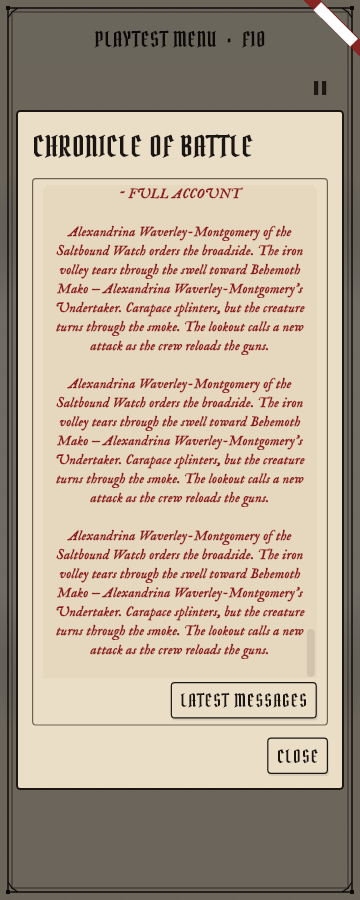 PLAYTEST MENU · F10
CHRONICLE OF BATTLE
- FULL ACCOUNT
Alexandrina Waverley-Montgomery of the
Saltbound Watch orders the broadside. The iron
volley tears through the swell toward Behemoth
Mako — Alexandrina Waverley-Montgomery's
Undertaker. Carapace splinters, but the creature
turns through the smoke. The lookout calls a new
attack as the crew reloads the guns.
Alexandrina Waverley-Montgomery of the
Saltbound Watch orders the broadside. The iron
volley tears through the swell toward Behemoth
Mako — Alexandrina Waverley-Montgomery's
Undertaker. Carapace splinters, but the creature
turns through the smoke. The lookout calls a new
attack as the crew reloads the guns.
Alexandrina Waverley-Montgomery of the
Saltbound Watch orders the broadside. The iron
volley tears through the swell toward Behemoth
Mako — Alexandrina Waverley-Montgomery's
Undertaker. Carapace splinters, but the creature
turns through the smoke. The lookout calls a new
attack as the crew reloads the guns.
LATEST MESSAGES
CLOSE